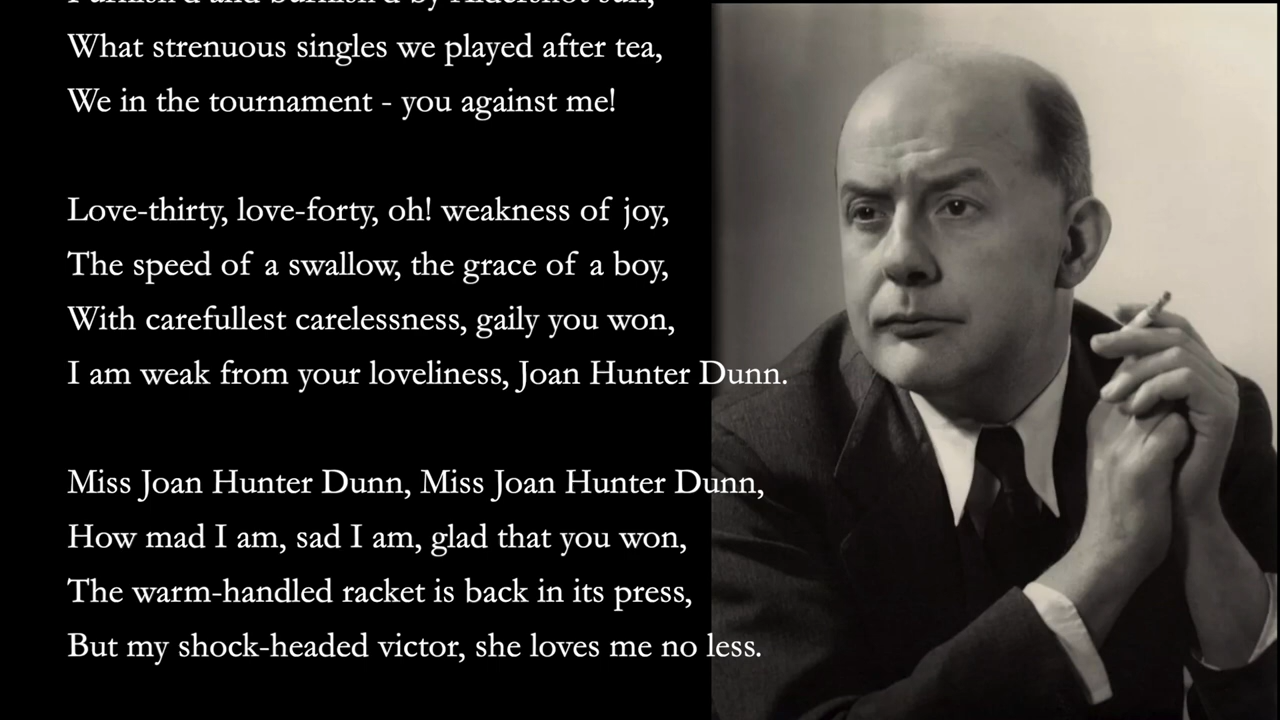 What strenuous singles we played after tea,
We in the tournament - you against me!
Love-thirty, love-forty, oh! weakness of joy,
The speed of a swallow, the grace of a boy,
With carefullest carelessness, gaily you won,
I am weak from your loveliness, Joan Hunter Dunn.
Miss Joan Hunter Dunn, Miss Joan Hunter Dunn,
How mad I am, sad I am, glad that you won,
The warm-handled racket is back in its press,
But my shock-headed victor, she loves me no less.